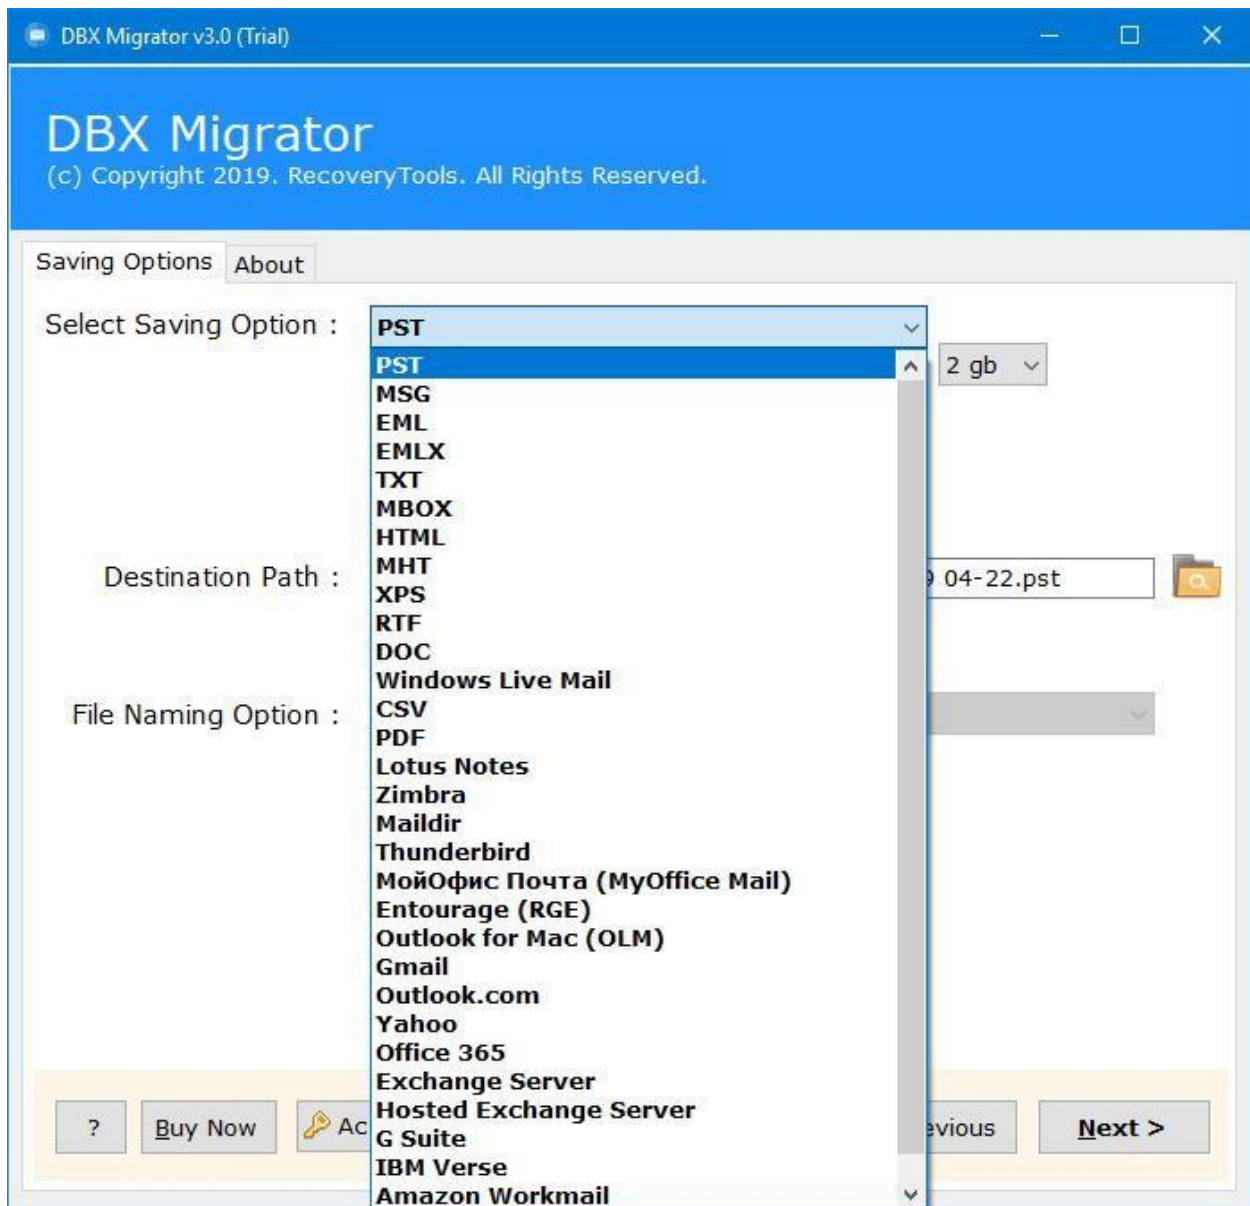 DBX Migrator v3.0 (Trial)
DBX Migrator
(c) Copyright 2019. RecoveryTools. All Rights Reserved.
Saving Options
About
Select Saving Option :
PST
PST
2 gb
MSG
EML
EMLX
TXT
MBOX
HTML
MHT
Destination Path :
04-22.pst
XPS
RTF
DOC
Windows Live Mail
CSV
File Naming Option :
PDF
Lotus Notes
Zimbra
Maildir
Thunderbird
МойОфис Почта (MyOffice Mail)
Entourage (RGE)
Outlook for Mac (OLM)
Gmail
Outlook.com
Yahoo
Office 365
Exchange Server
Hosted Exchange Server
G Suite
IBM Verse
Amazon Workmail
?
Buy Now
Ac
evious
Next >